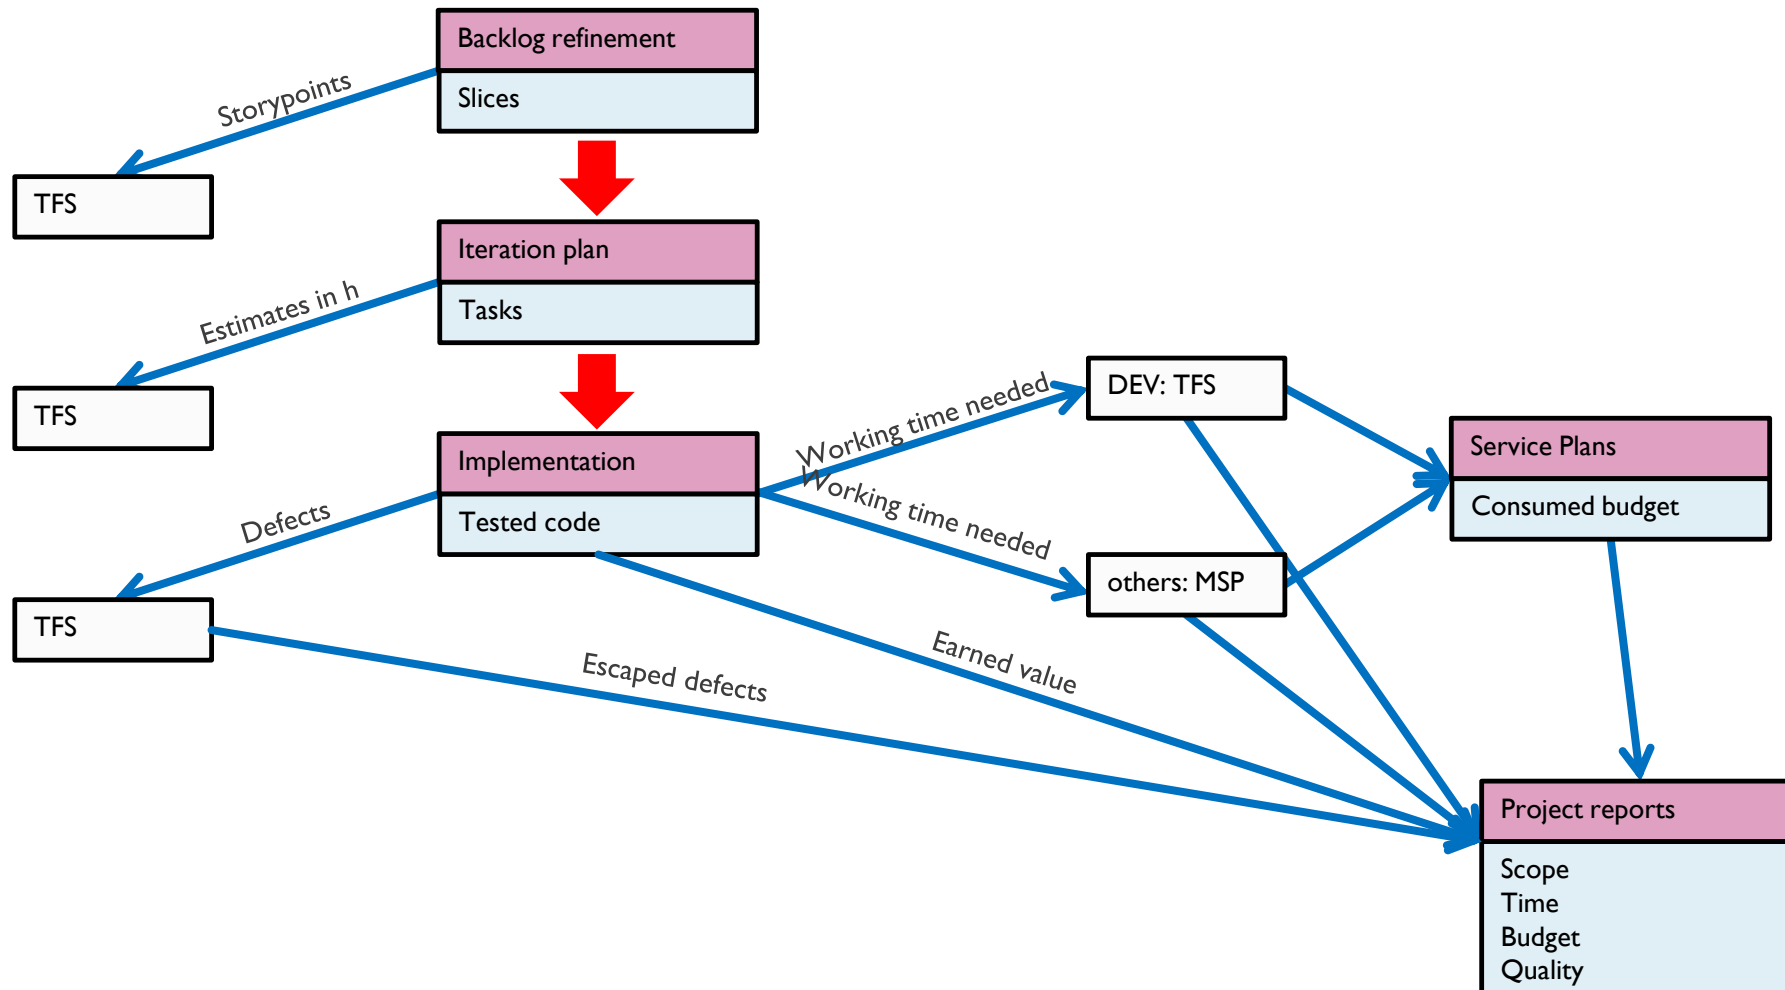 Backlog refinement
Slices
Storypoints
TFS
Iteration plan
Tasks
Estimates in h
TFS
Implementation
Tested code
Defects
TFS
Working time needed
Working time needed
DEV: TFS
others: MSP
Service Plans
Consumed budget
Escaped defects
Earned value
Project reports
Scope
Time
Budget
Quality